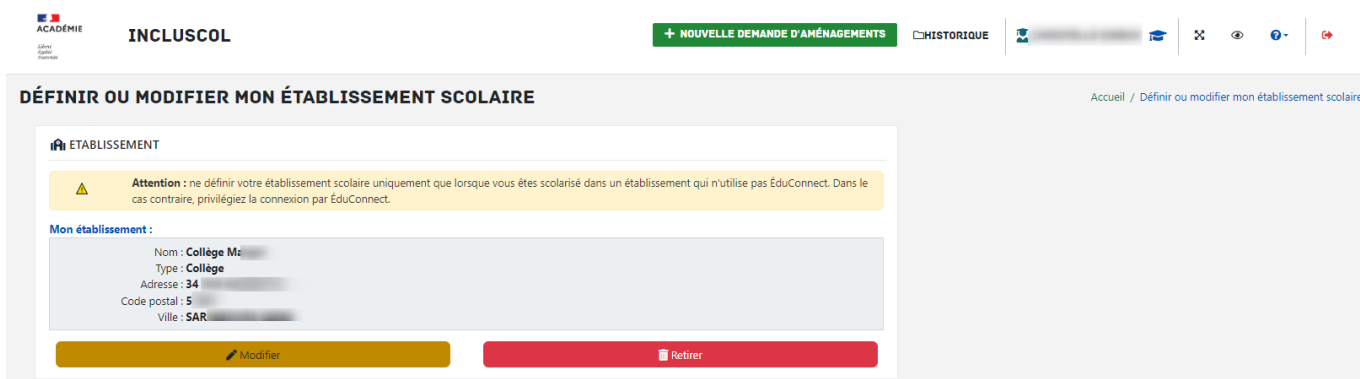 ACADÉMIE
Liberté
Égalité
Fraternité
INCLUSCOL
+ NOUVELLE DEMANDE D'AMÉNAGEMENTS
HISTORIQUE
DÉFINIR OU MODIFIER MON ÉTABLISSEMENT SCOLAIRE
Accueil / Définir ou modifier mon établissement scolaire
ETABLISSEMENT
Attention : ne définir votre établissement scolaire uniquement que lorsque vous êtes scolarisé dans un établissement qui n'utilise pas ÉduConnect. Dans le
cas contraire, privilégiez la connexion par ÉduConnect.
Mon établissement :
Nom : Collège
Type : Collège
Adresse : 34
Code postal : 5
Ville : SAR
Modifier
Retirer